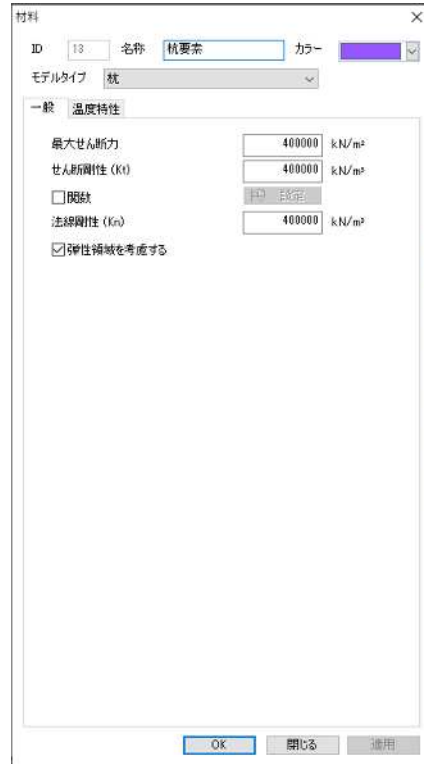 材料
ID 13 名称 杭要素 カラー
モデルタイプ 杭
一般 温度特性
最大せん断力 400000 kN/m²
せん断剛性 (Kt) 400000 kN/m³
関数 設定
法線剛性 (Kn) 400000 kN/m³
弾性領域を考慮する
OK 閉じる 適用